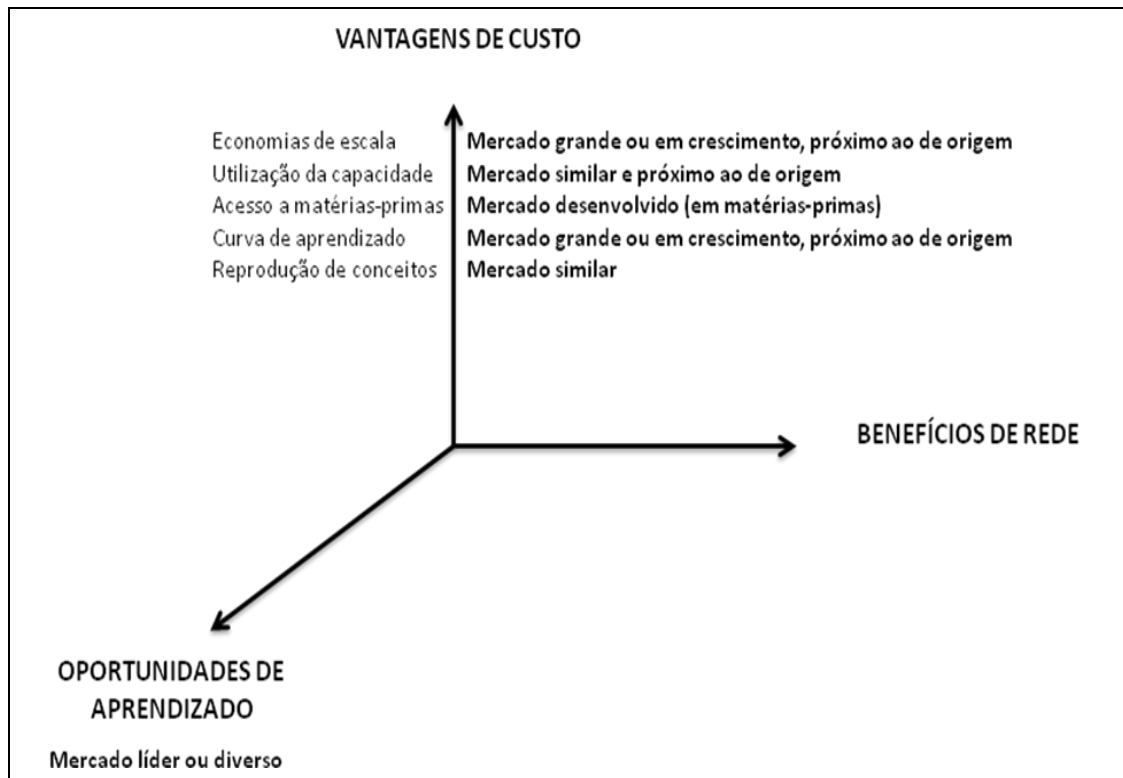 VANTAGENS DE CUSTO
Economias de escala Mercado grande ou em crescimento, próximo ao de origem
Utilização da capacidade Mercado similar e próximo ao de origem
Acesso a matérias-primas Mercado desenvolvido (em matérias-primas)
Curva de aprendizado Mercado grande ou em crescimento, próximo ao de origem
Reprodução de conceitos Mercado similar
BENEFÍCIOS DE REDE
OPORTUNIDADES DE
APRENDIZADO
Mercado líder ou diverso